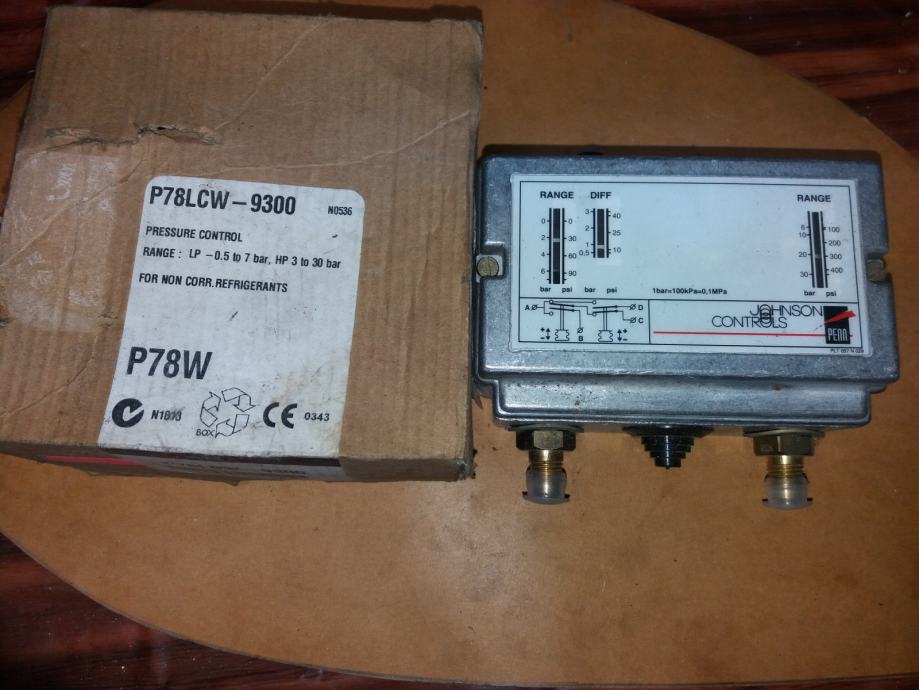 P78LCW-9300 N0536
PRESSURE CONTROL
RANGE : LP -0.5 to 7 bar, HP 3 to 30 bar
FOR NON CORR.REFRIGERANTS
P78W
N1813
BOX
CE 0343
9300
RANGE DIFF
0 0
2 30
4 60
6 90
bar psi
3 40
2
1 25
0,5 10
bar psi
RANGE
6 100
10 200
20 300
30 400
bar psi
1bar=100kPa=0,1MPa
A B C D
JOHNSON
CONTROLS
PENN